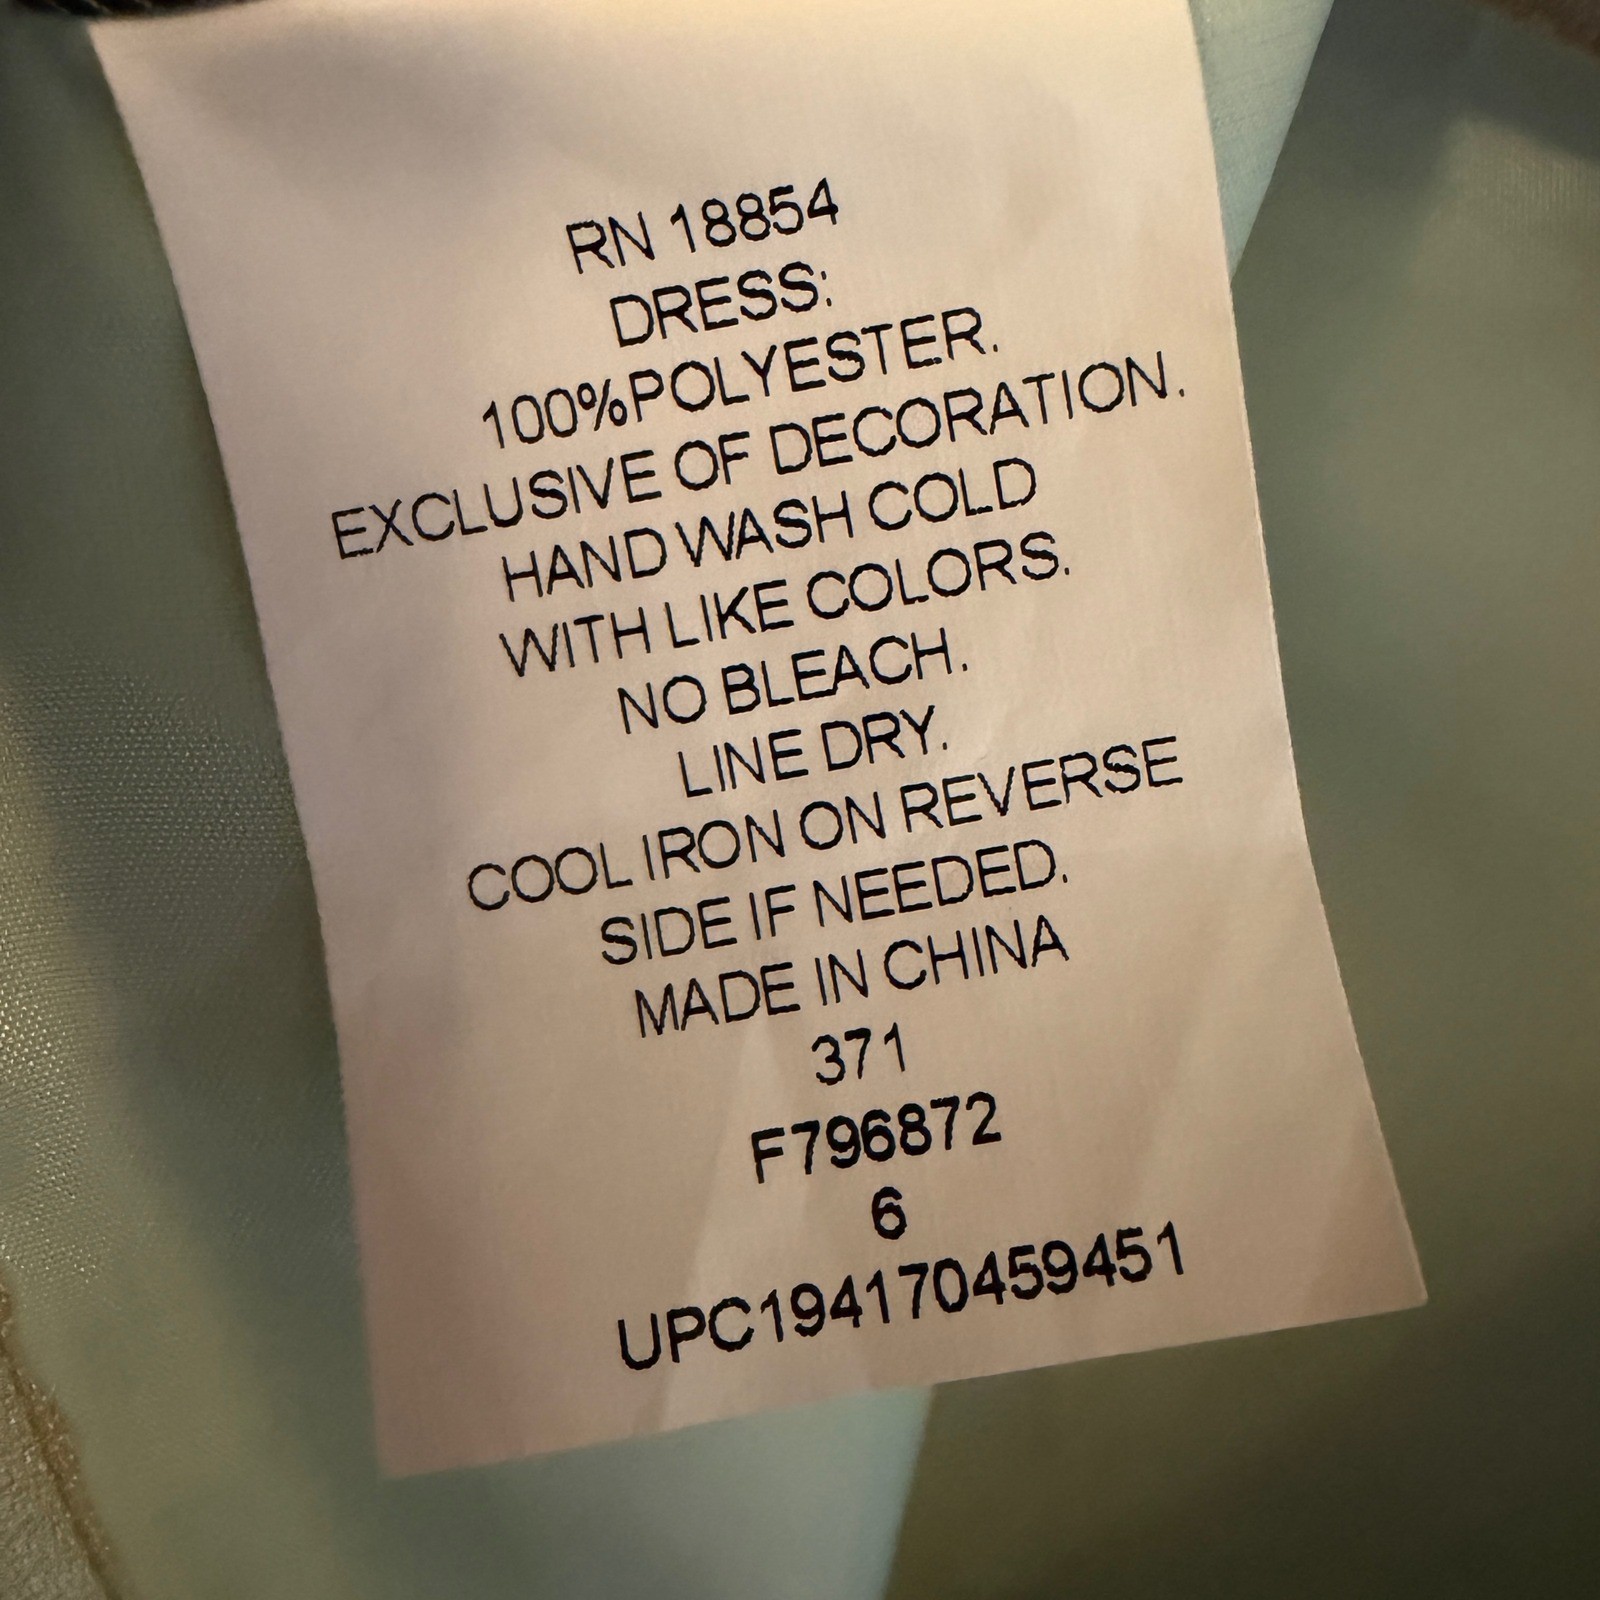 RN 18854
DRESS:
100%POLYESTER.
EXCLUSIVE OF DECORATION.
HAND WASH COLD
WITH LIKE COLORS.
NO BLEACH.
LINE DRY.
COOL IRON ON REVERSE
SIDE IF NEEDED.
MADE IN CHINA
371
F796872
6
UPC194170459451